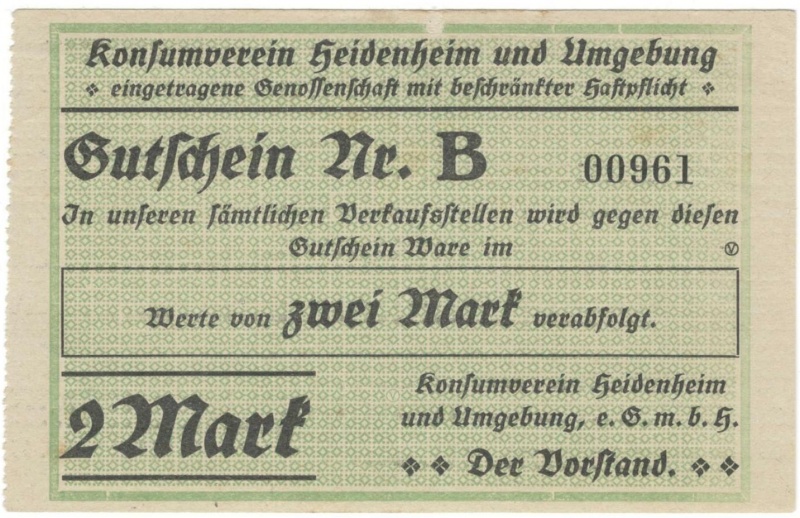 Konsumverein Heidenheim und Umgebung
eingetragene Genossenschaft mit beschränkter Haftpflicht
Gutschein Nr. B 00961
In unseren sämtlichen Verkaufsstellen wird gegen diesen
Gutschein Ware im
V
Werte von zwei Mark verabfolgt.
2 Mark
Konsumverein Heidenheim
und Umgebung, e. G. m. b. H.
Der Vorstand.